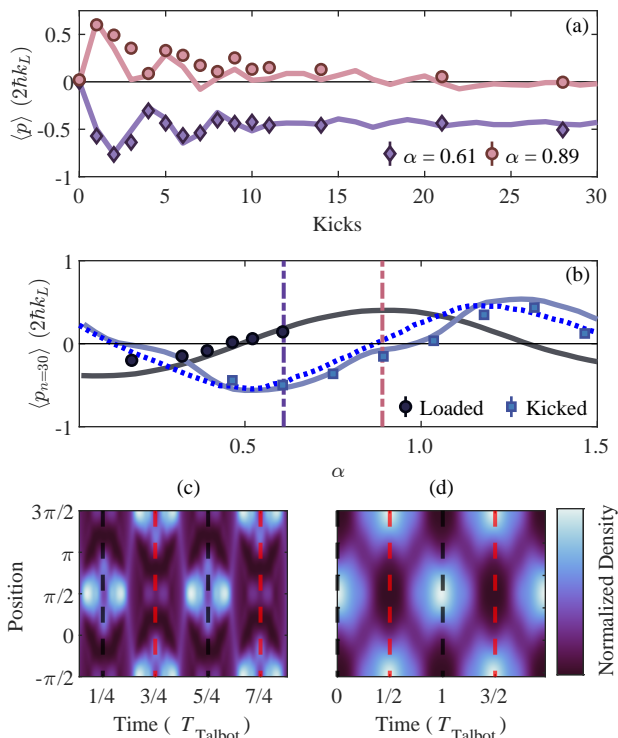 (a)
⟨p⟩ (2ħk_L)
0.5
0
-0.5
-1
α = 0.61
α = 0.89
0 5 10 15 20 25 30
Kicks
(b)
⟨p_{n=30}⟩ (2ħk_L)
1
0
-1
Loaded
Kicked
0.5 1.0 1.5
α
(c)
(d)
Position
3π/2
π
π/2
0
-π/2
1/4 3/4 5/4 7/4
Time ( T_Talbot)
0 1/2 1 3/2
Time ( T_Talbot)
Normalized Density